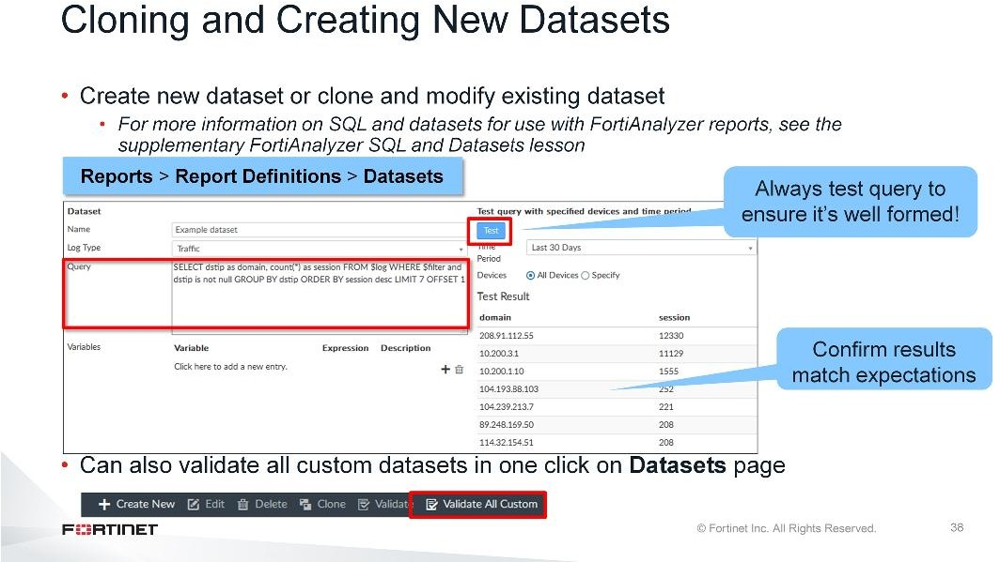 Cloning and Creating New Datasets
• Create new dataset or clone and modify existing dataset
• For more information on SQL and datasets for use with FortiAnalyzer reports, see the
supplementary FortiAnalyzer SQL and Datasets lesson
Reports > Report Definitions > Datasets
Always test query to
ensure it's well formed!
Dataset
Name
Example dataset
Log Type
Traffic
Query
SELECT dstip as domain, count(*) as session FROM $log WHERE $filter and
dstip is not null GROUP BY dstip ORDER BY session desc LIMIT 7 OFFSET 1
Variables
Variable Expression Description
Click here to add a new entry.
Test query with specified devices and time period
Test
Time
Period
Last 30 Days
Devices
All Devices Specify
Test Result
domain session
208.91.112.55 12330
10.200.3.1 11129
10.200.1.10 1555
104.193.88.103 252
104.239.213.7 221
89.248.169.50 208
114.32.154.51 208
Confirm results
match expectations
• Can also validate all custom datasets in one click on Datasets page
+ Create New Edit Delete Clone Validate Validate All Custom
FORTINET
© Fortinet Inc. All Rights Reserved.
38